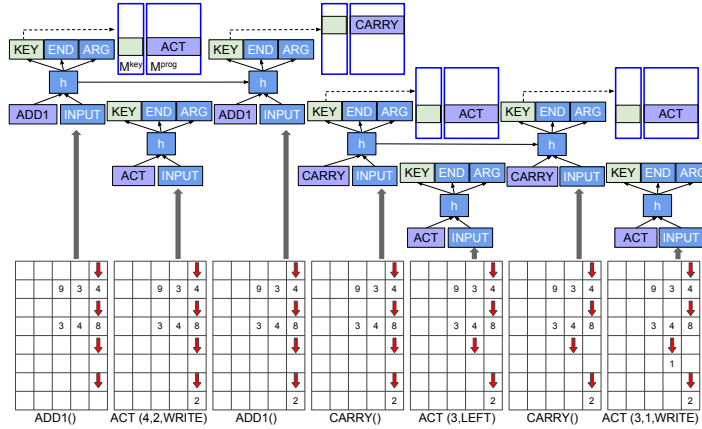 CARRY
KEY END ARG ACT KEY END ARG
M^key M^prog
h h
ADD1 INPUT KEY END ARG ADD1 INPUT KEY END ARG ACT KEY END ARG ACT
h h h
ACT INPUT CARRY INPUT KEY END ARG CARRY INPUT KEY END ARG
h h
ACT INPUT ACT INPUT
9 3 4 9 3 4 9 3 4 9 3 4 9 3 4 9 3 4 9 3 4
3 4 8 3 4 8 3 4 8 3 4 8 3 4 8 3 4 8 3 4 8
1
2 2 2 2 2 2
ADD1() ACT (4,2,WRITE) ADD1() CARRY() ACT (3,LEFT) CARRY() ACT (3,1,WRITE)